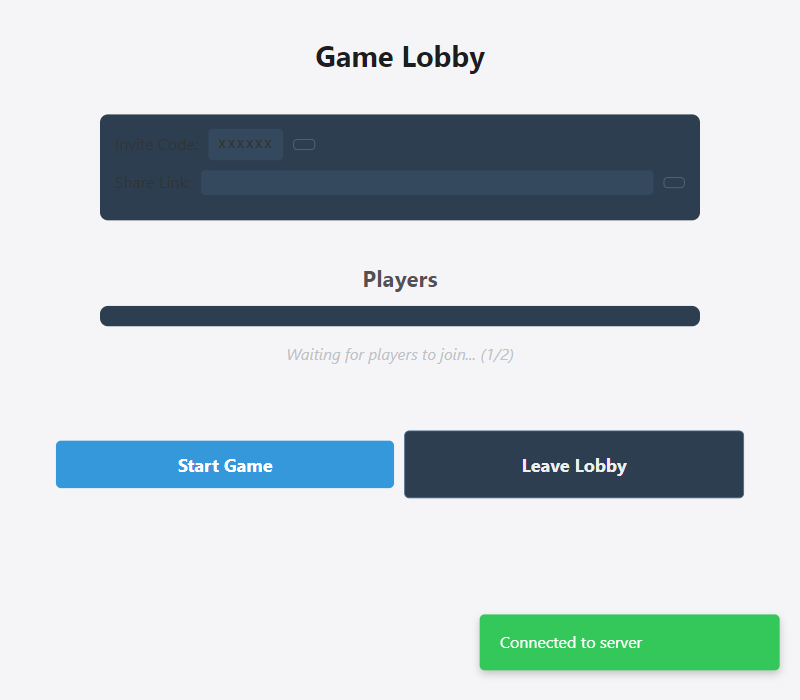 Game Lobby
Invite Code: XXXXXX
Share Link:
Players
Waiting for players to join... (1/2)
Start Game
Leave Lobby
Connected to server